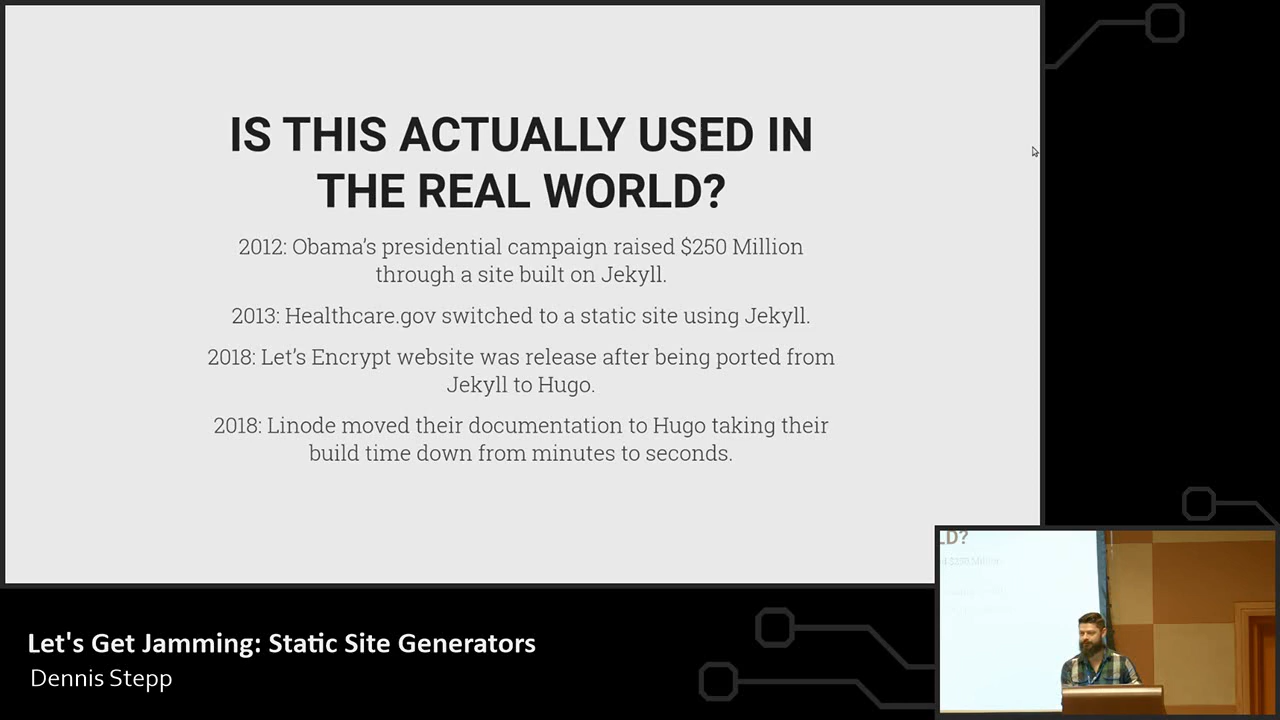 IS THIS ACTUALLY USED IN
THE REAL WORLD?
2012: Obama's presidential campaign raised $250 Million
through a site built on Jekyll.
2013: Healthcare.gov switched to a static site using Jekyll.
2018: Let's Encrypt website was release after being ported from
Jekyll to Hugo.
2018: Linode moved their documentation to Hugo taking their
build time down from minutes to seconds.
LD?
$250 Million
Let's Get Jamming: Static Site Generators
Dennis Stepp